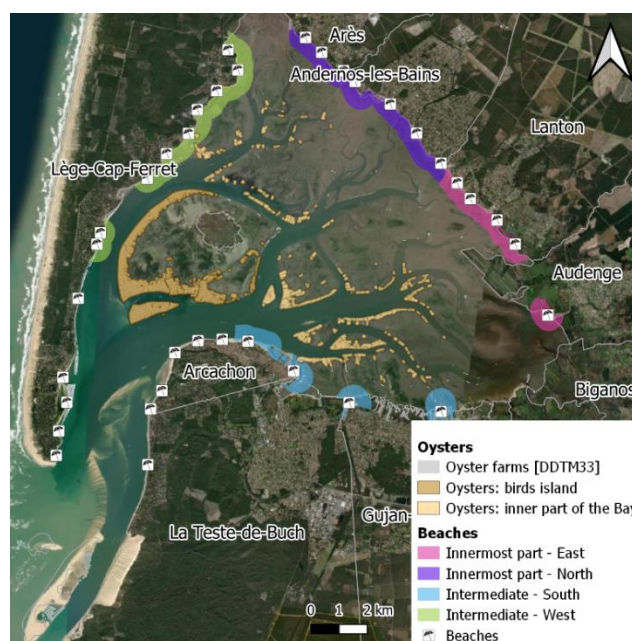 Arès
Andernos-les-Bains
Lanton
Lège-Cap-Ferret
Audenge
Arcachon
Biganos
La Teste-de-Buch
Gujan-
0 1 2 km
Oysters
Oyster farms [DDTM33]
Oysters: birds island
Oysters: inner part of the Bay
Beaches
Innermost part - East
Innermost part - North
Intermediate - South
Intermediate - West
Beaches